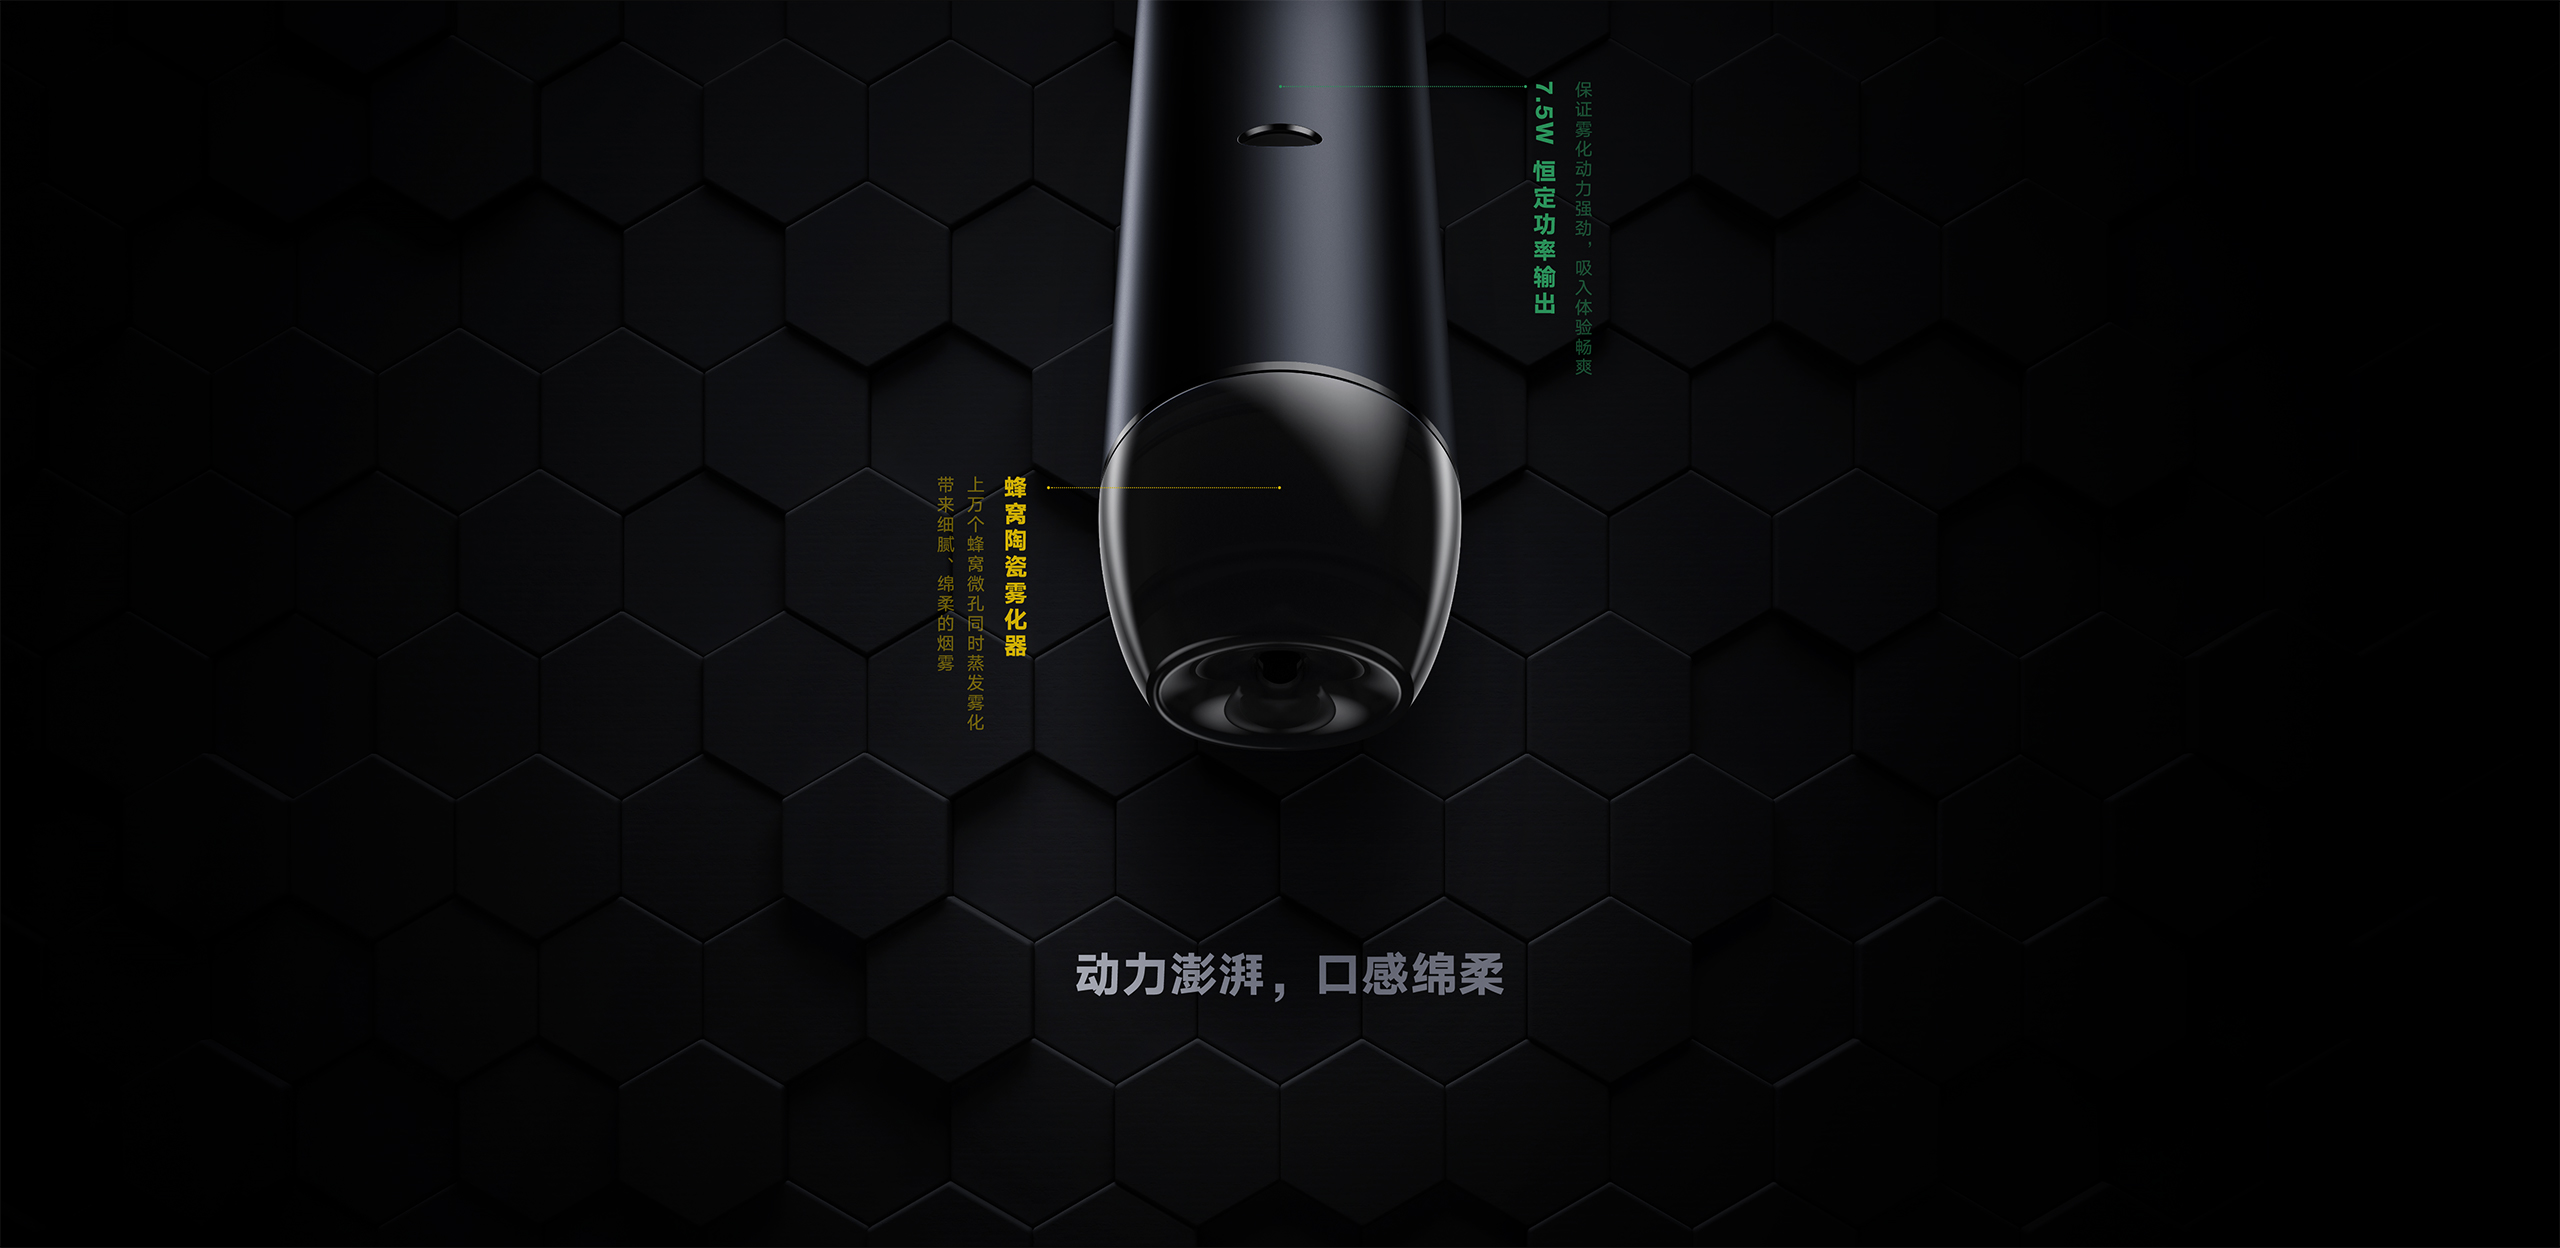 7.5W 恒定功率输出
保证雾化动力强劲，吸入体验畅爽
蜂窝陶瓷雾化器
上万个蜂窝微孔同时蒸发雾化
带来细腻、绵柔的烟雾
动力澎湃，口感绵柔